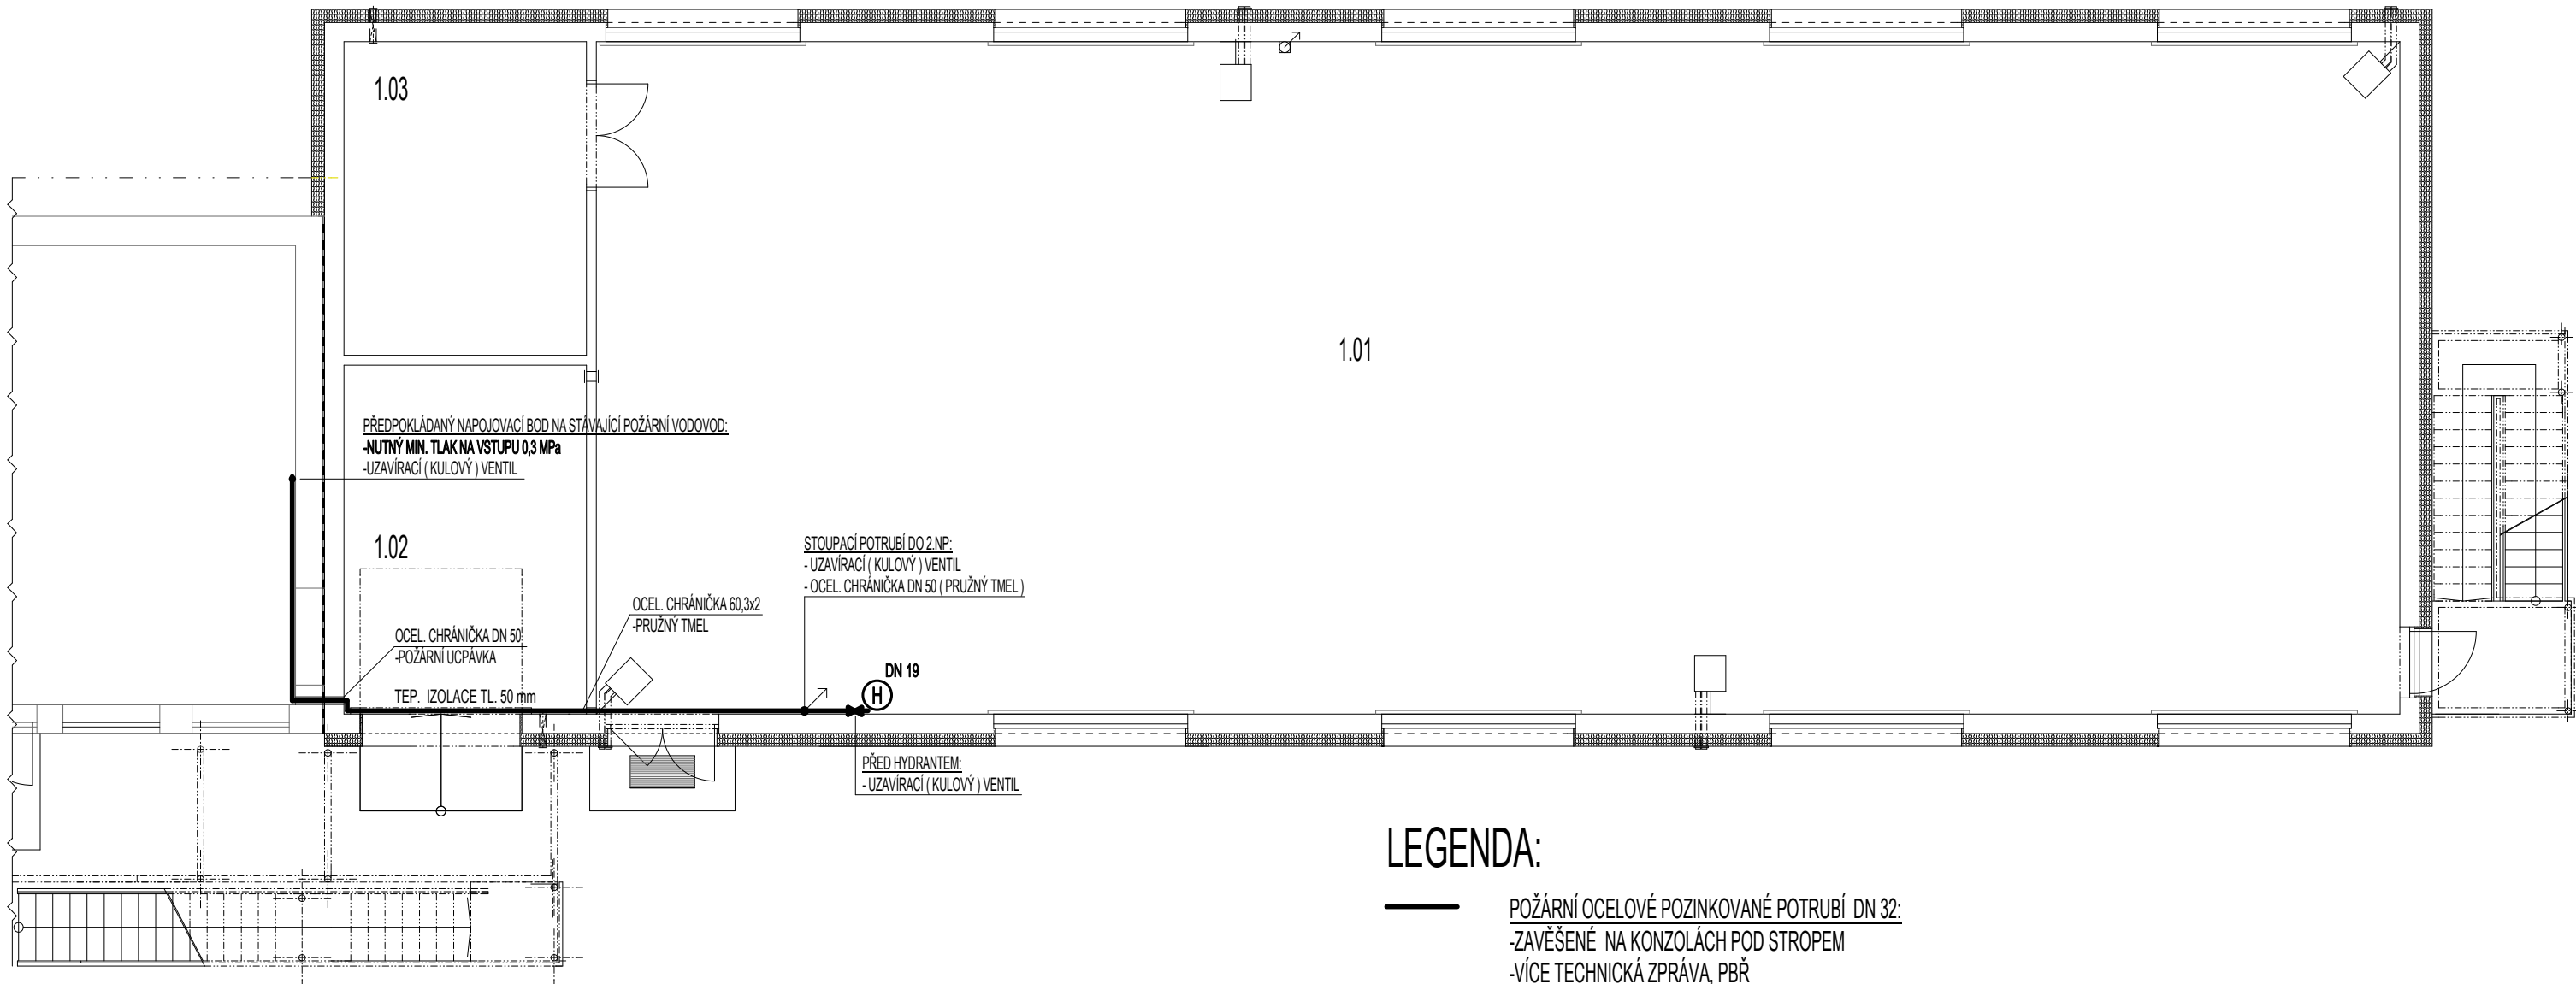 1.03
1.01
PŘEDPOKLÁDANÝ NAPOJOVACÍ BOD NA STÁVAJÍCÍ POŽÁRNÍ VODOVOD:
-NUTNÝ MIN. TLAK NA VSTUPU 0,3 MPa
-UZAVÍRACÍ ( KULOVÝ ) VENTIL
1.02
STOUPACÍ POTRUBÍ DO 2.NP:
- UZAVÍRACÍ ( KULOVÝ ) VENTIL
- OCEL. CHRÁNIČKA DN 50 ( PRUŽNÝ TMEL )
OCEL. CHRÁNIČKA 60,3x2
-PRUŽNÝ TMEL
OCEL. CHRÁNIČKA DN 50
-POŽÁRNÍ UCPÁVKA
TEP. IZOLACE TL. 50 mm
DN 19
H
PŘED HYDRANTEM:
- UZAVÍRACÍ ( KULOVÝ ) VENTIL
LEGENDA:
POŽÁRNÍ OCELOVÉ POZINKOVANÉ POTRUBÍ DN 32:
-ZAVĚŠENÉ NA KONZOLÁCH POD STROPEM
-VÍCE TECHNICKÁ ZPRÁVA, PBŘ